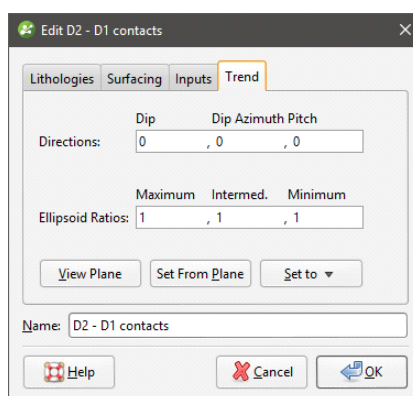 Edit D2 - D1 contacts
Lithologies Surfacing Inputs Trend
Dip Dip Azimuth Pitch
Directions: 0 , 0 , 0
Maximum Intermed. Minimum
Ellipsoid Ratios: 1 , 1 , 1
View Plane Set From Plane Set to
Name: D2 - D1 contacts
Help Cancel OK